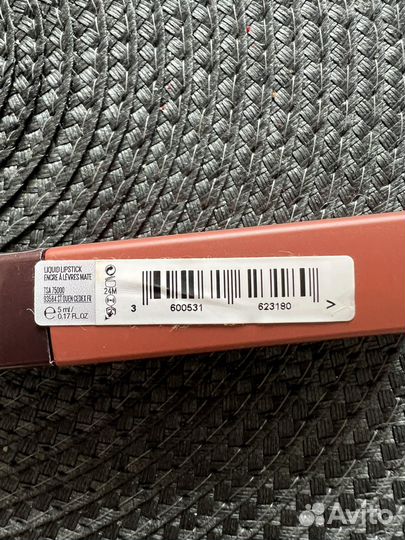 LIQUID LIPSTICK
ENCRE À LÈVRES MATE
TSA 75000
93584 ST OUEN CEDEX, FR
e 5 ml /
0.17 FL.OZ
24M
3 600531 623180 >
Avito